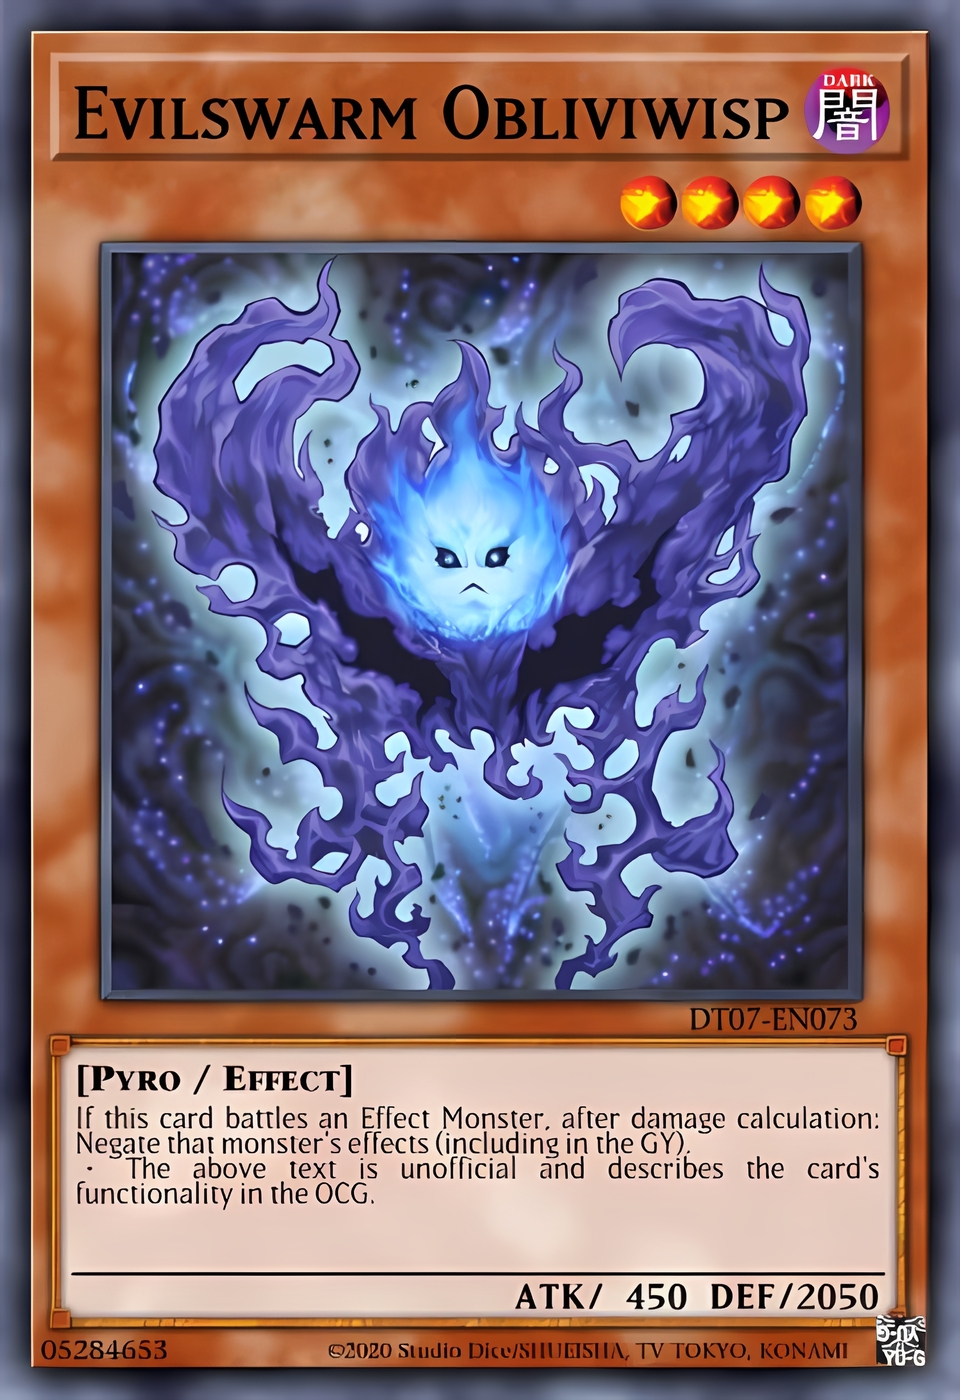 Evilswarm Obliviwisp
DARK
闇
DT07-EN073
[Pyro / Effect]
If this card battles an Effect Monster, after damage calculation:
Negate that monster's effects (including in the GY).
· The above text is unofficial and describes the card's
functionality in the OCG.
ATK/ 450 DEF/2050
05284653
©2020 Studio Dice/SHUEISHA, TV TOKYO, KONAMI